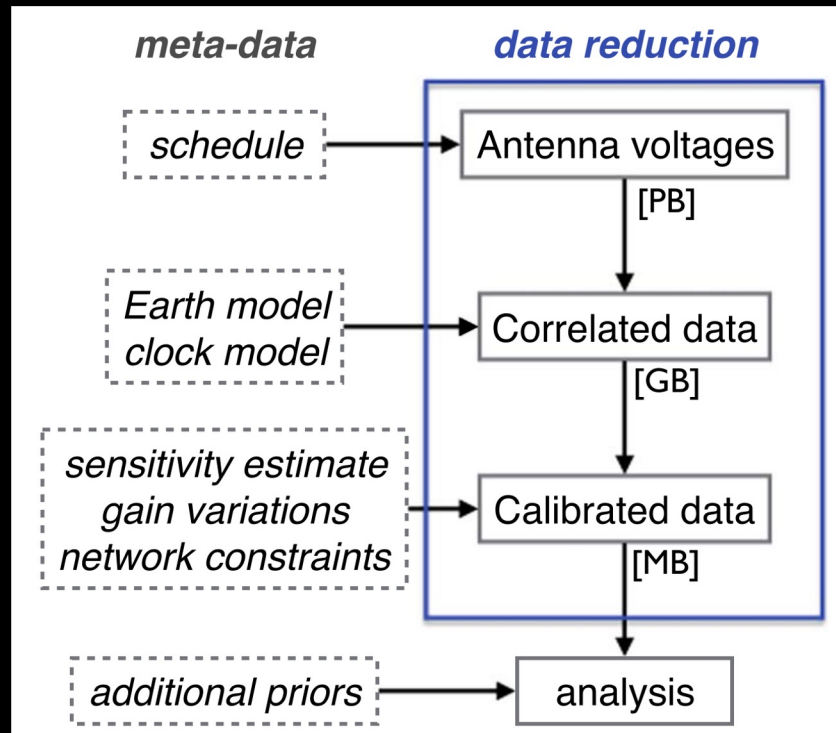 meta-data
data reduction
schedule
Antenna voltages
[PB]
Earth model
clock model
Correlated data
[GB]
sensitivity estimate
gain variations
network constraints
Calibrated data
[MB]
additional priors
analysis